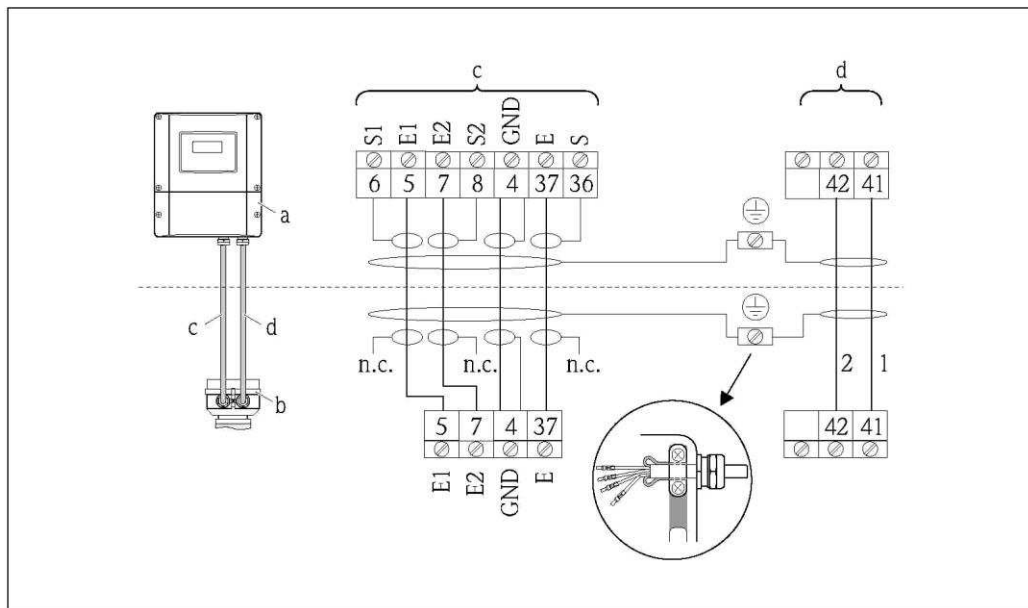 c
d
S1 E1 E2 S2 GND E S
6 5 7 8 4 37 36
42 41
a
c
d
b
n.c. n.c. n.c.
2 1
5 7 4 37
42 41
E1 E2 GND E